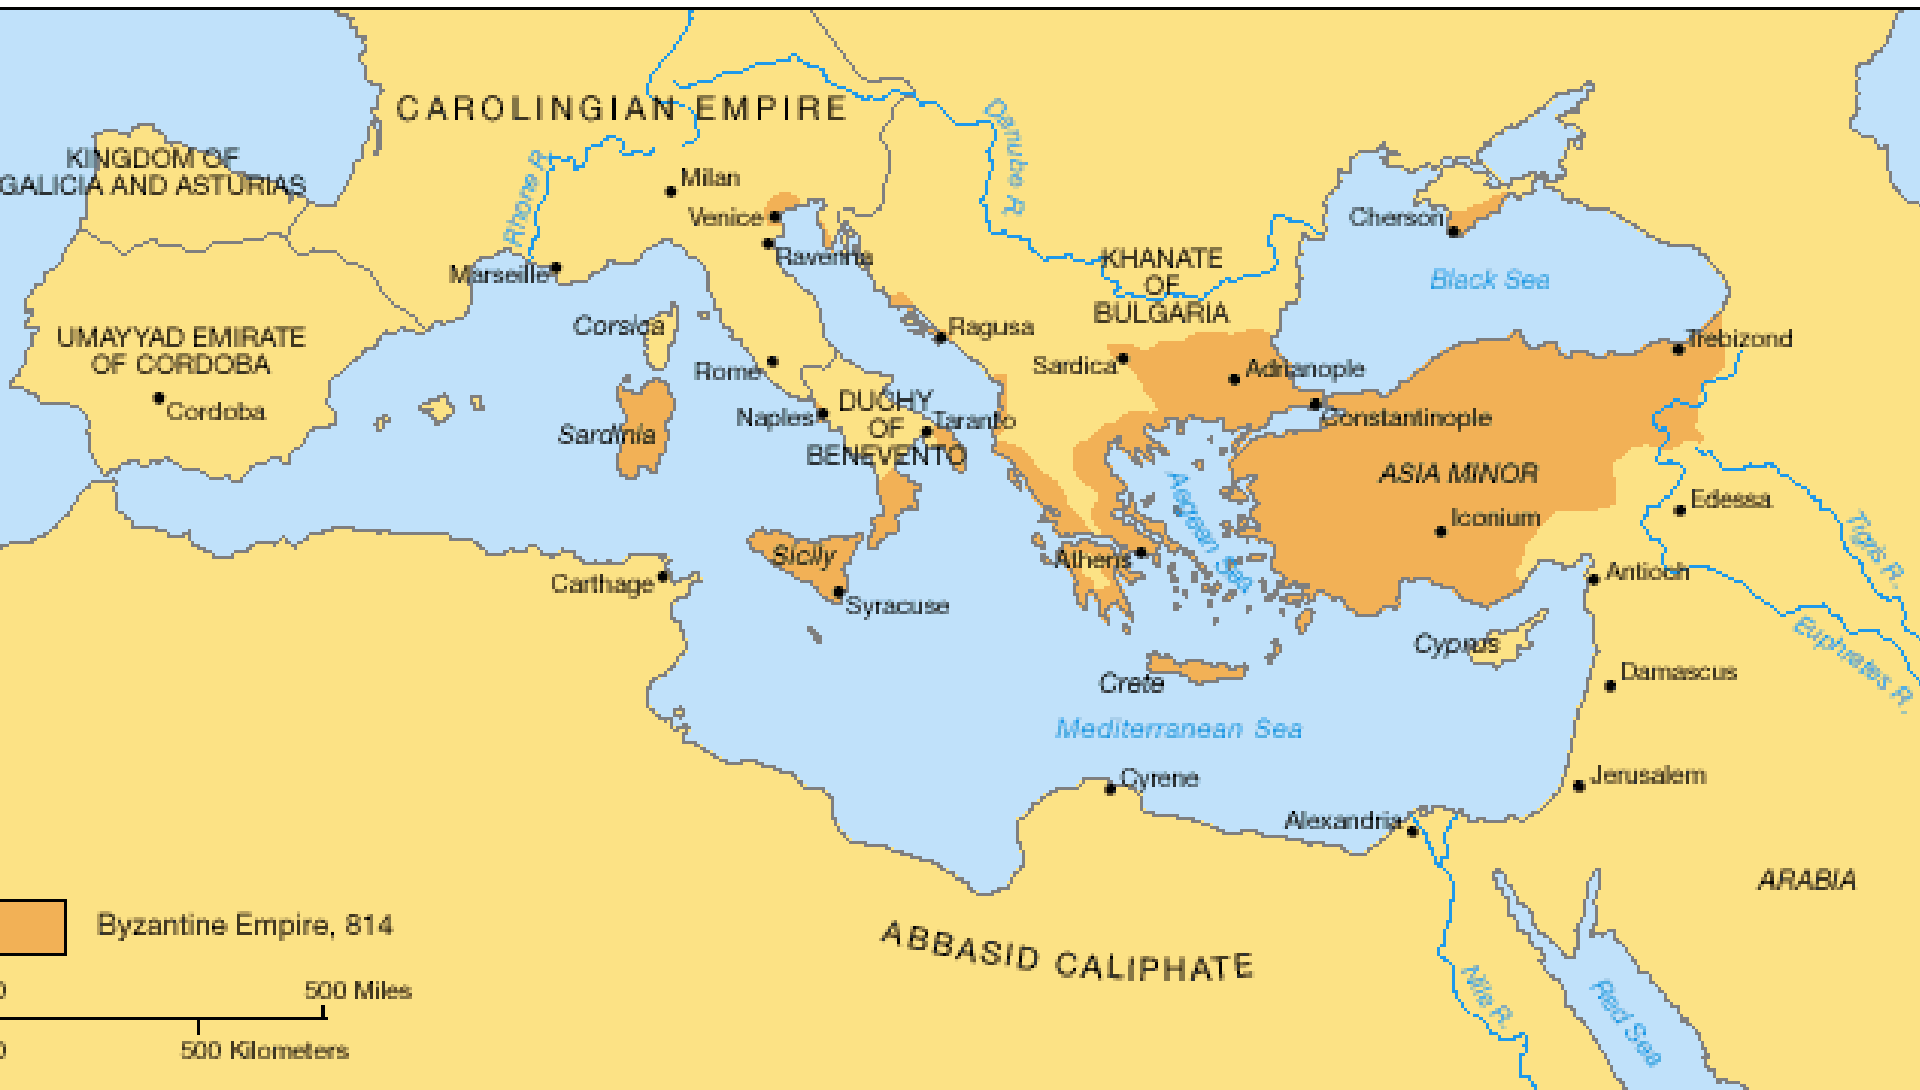 CAROLINGIAN EMPIRE
KINGDOM OF
GALICIA AND ASTURIAS
Rhone R.
Danube R.
Milan
Venice
Ravenna
Marseille
Cherson
Black Sea
KHANATE
OF
BULGARIA
UMAYYAD EMIRATE
OF CORDOBA
Cordoba
Corsica
Ragusa
Sardica
Adrianople
Trebizond
Rome
Naples
DUCHY
OF
BENEVENTO
Taranto
Constantinople
Sardinia
ASIA MINOR
Aegean Sea
Iconium
Edessa
Tigris R.
Sicily
Athens
Carthage
Syracuse
Antioch
Cyprus
Euphrates R.
Crete
Damascus
Mediterranean Sea
Cyrene
Jerusalem
Alexandria
ARABIA
Byzantine Empire, 814
ABBASID CALIPHATE
0
500 Miles
0
500 Kilometers
Nile R.
Red Sea